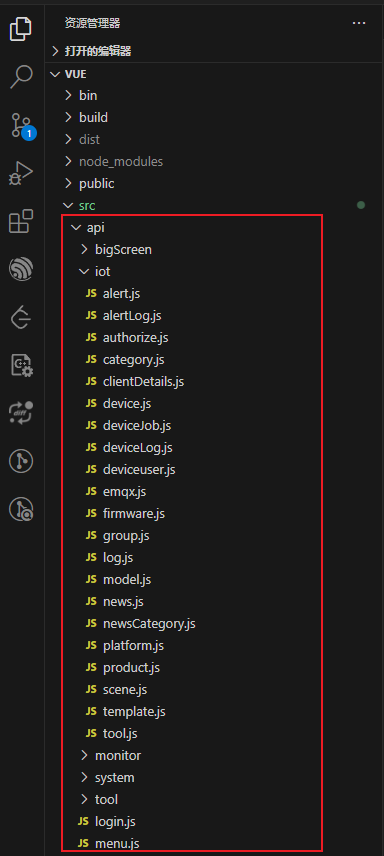 资源管理器
打开的编辑器
VUE
bin
build
dist
node_modules
public
src
api
bigScreen
iot
JS alert.js
JS alertLog.js
JS authorize.js
JS category.js
JS clientDetails.js
JS device.js
JS deviceJob.js
JS deviceLog.js
JS deviceuser.js
JS emqx.js
JS firmware.js
JS group.js
JS log.js
JS model.js
JS news.js
JS newsCategory.js
JS platform.js
JS product.js
JS scene.js
JS template.js
JS tool.js
monitor
system
tool
JS login.js
JS menu.js
1
diff